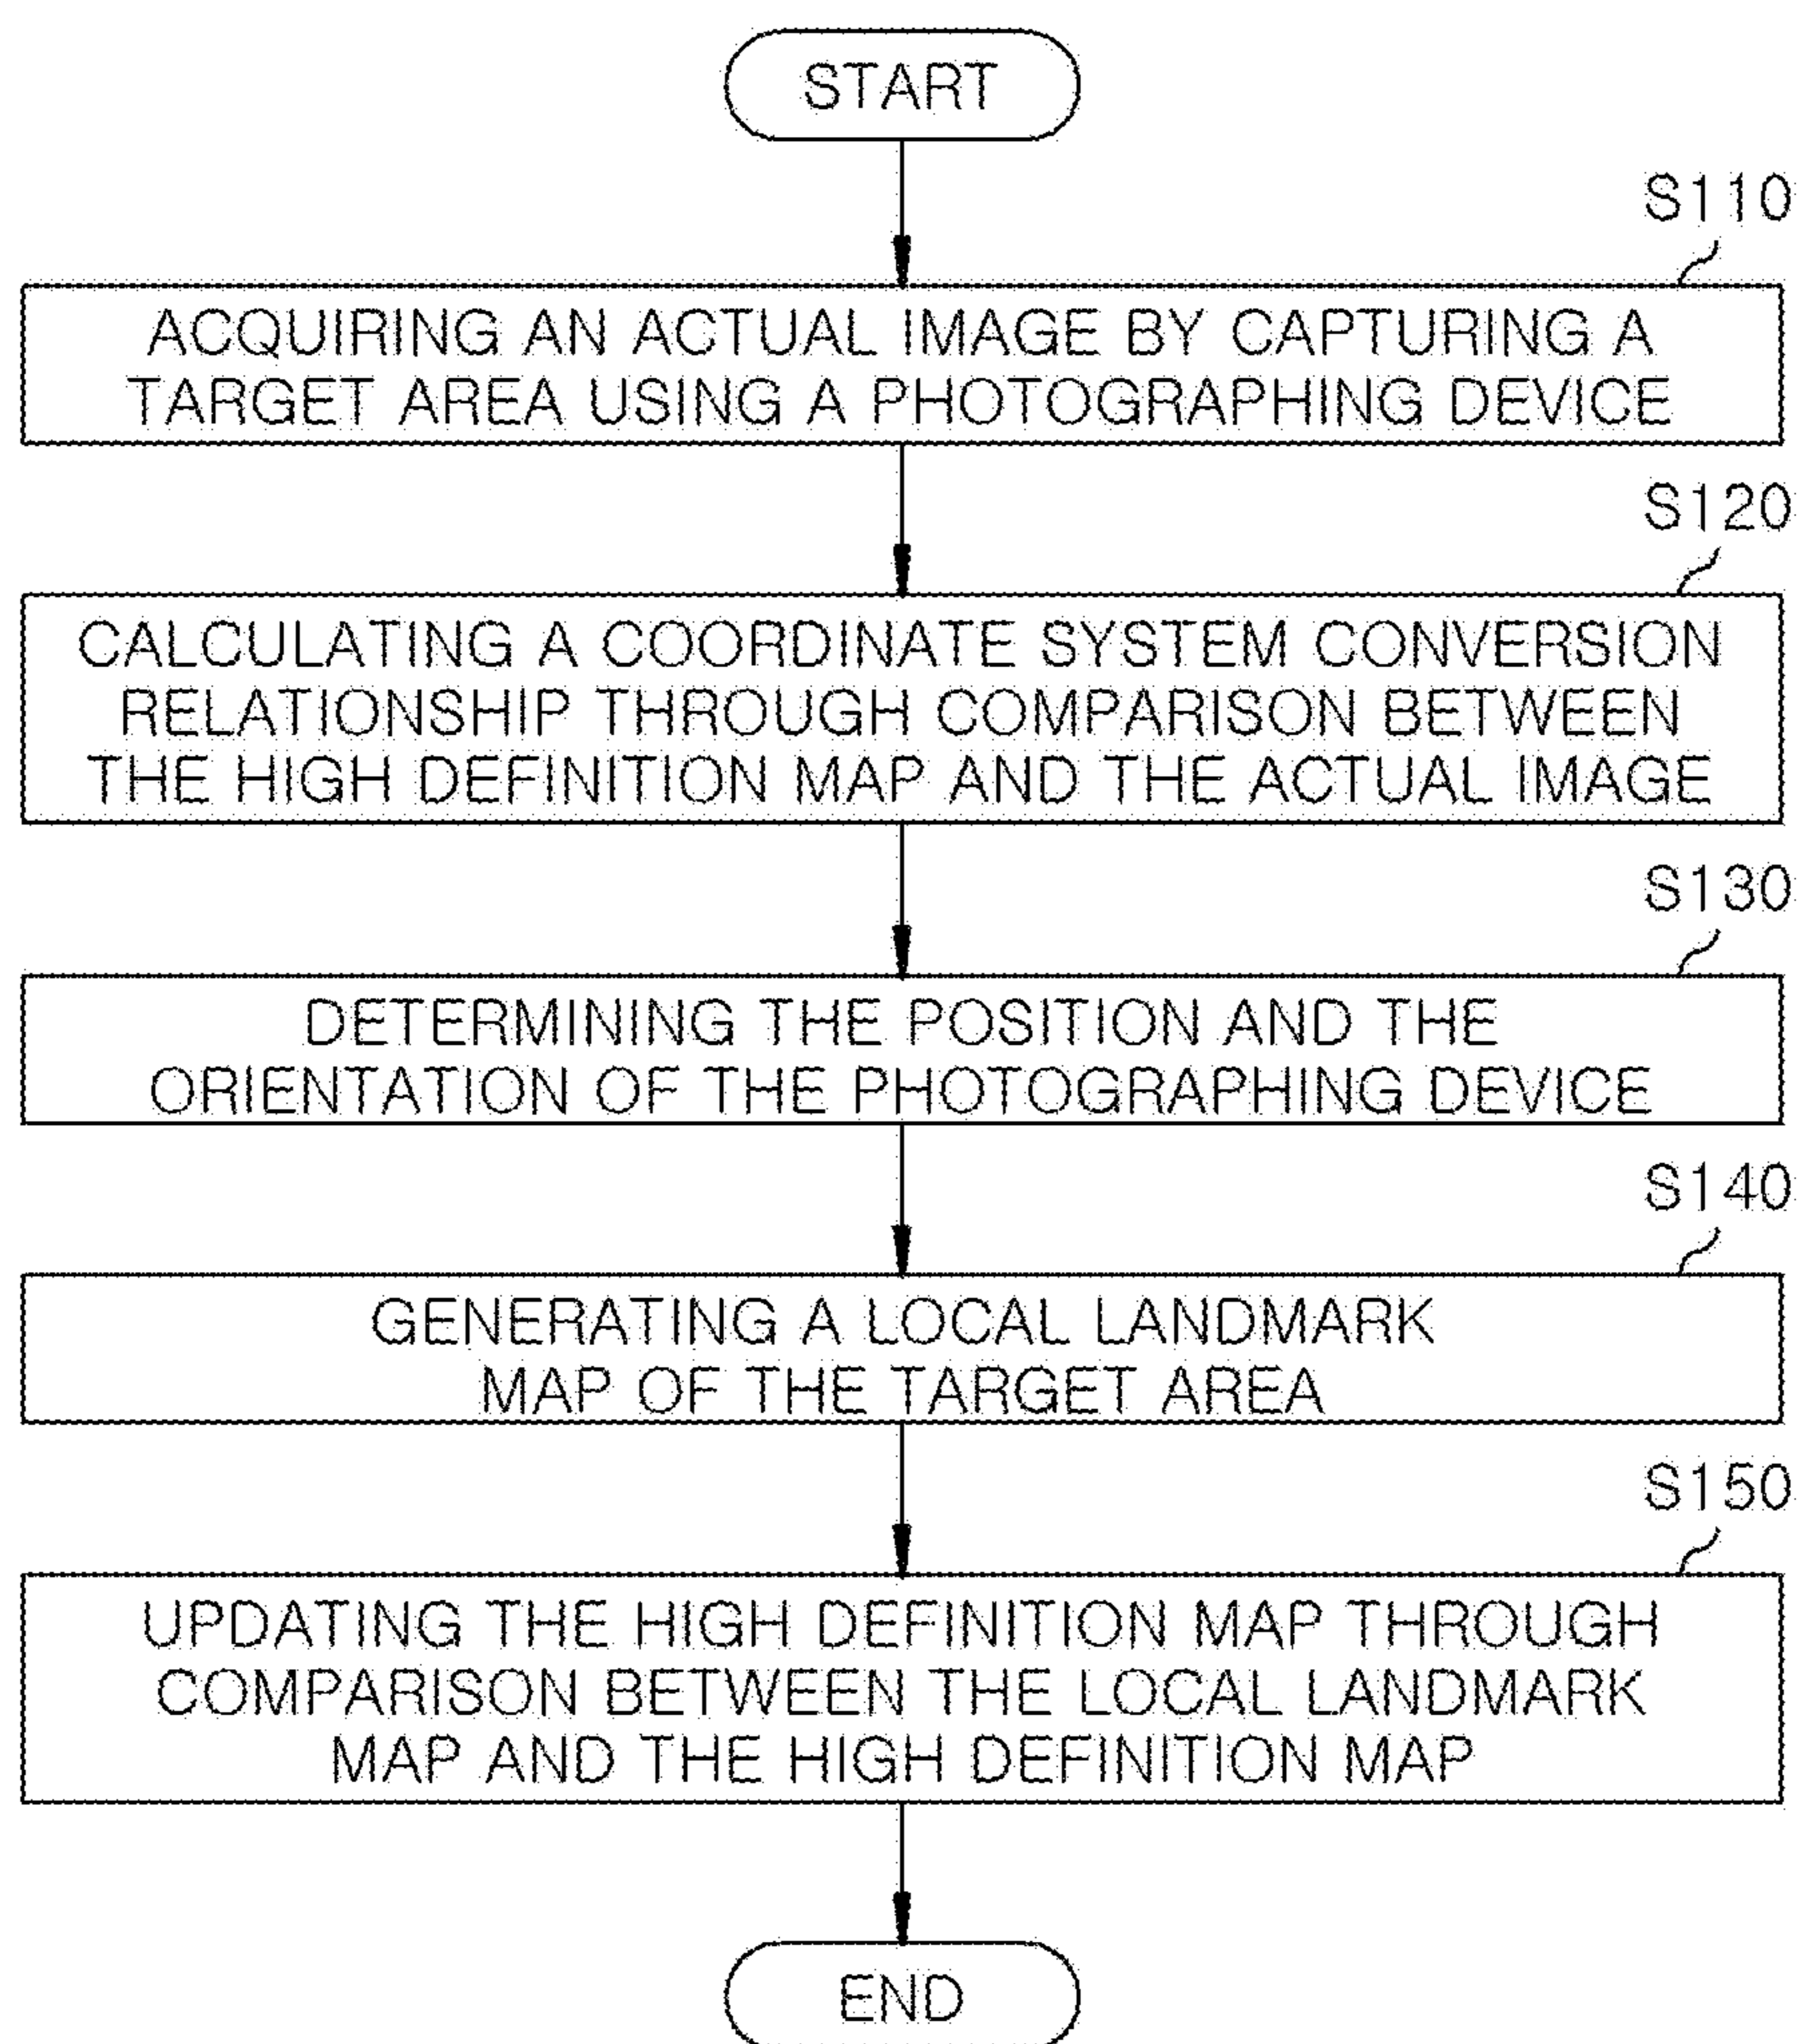 START
S110
ACQUIRING AN ACTUAL IMAGE BY CAPTURING A
TARGET AREA USING A PHOTOGRAPHING DEVICE
S120
CALCULATING A COORDINATE SYSTEM CONVERSION
RELATIONSHIP THROUGH COMPARISON BETWEEN
THE HIGH DEFINITION MAP AND THE ACTUAL IMAGE
S130
DETERMINING THE POSITION AND THE
ORIENTATION OF THE PHOTOGRAPHING DEVICE
S140
GENERATING A LOCAL LANDMARK
MAP OF THE TARGET AREA
S150
UPDATING THE HIGH DEFINITION MAP THROUGH
COMPARISON BETWEEN THE LOCAL LANDMARK
MAP AND THE HIGH DEFINITION MAP
END